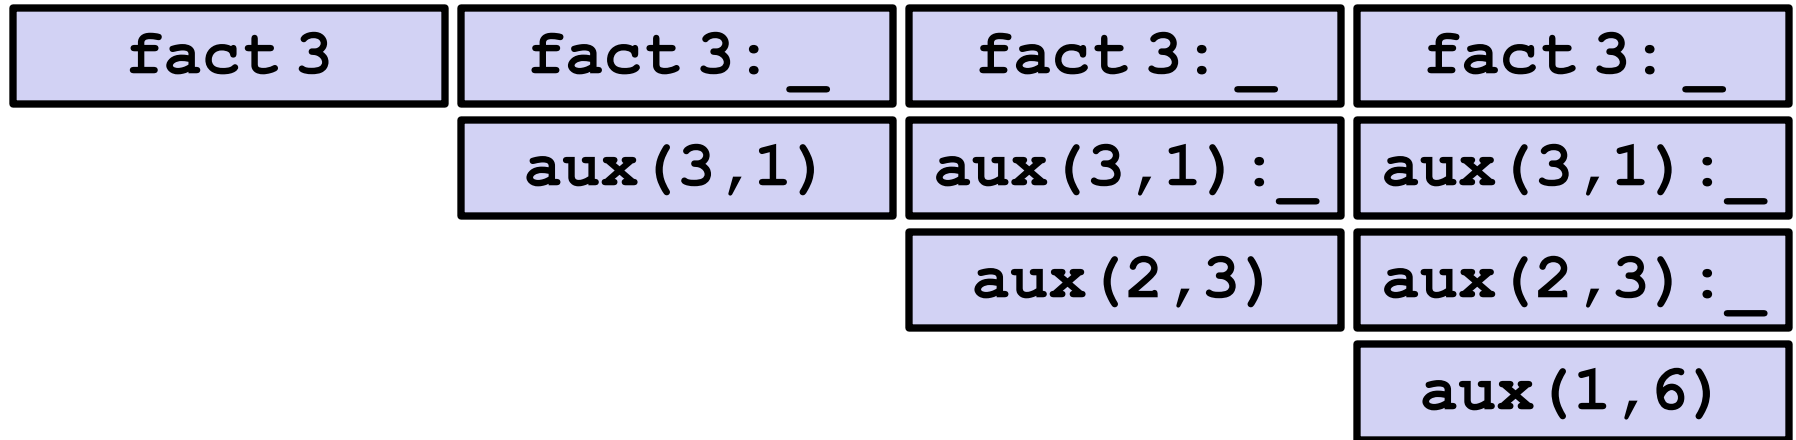 fact 3 fact 3:_ fact 3:_ fact 3:_
aux(3,1) aux(3,1):_ aux(3,1):_
aux(2,3) aux(2,3):_
aux(1,6)